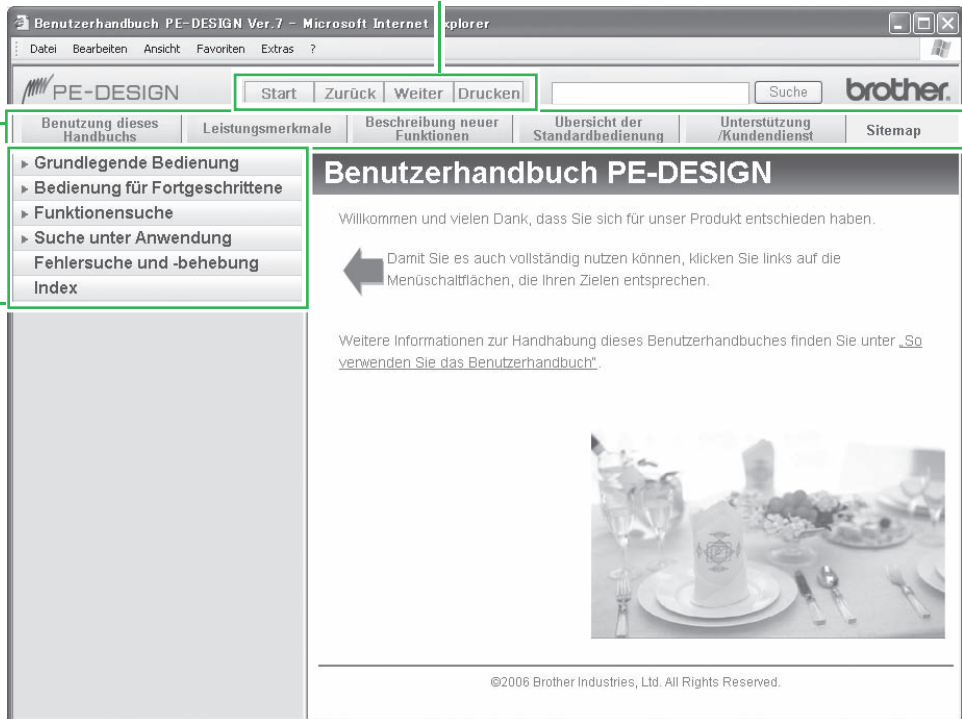 Benutzerhandbuch PE-DESIGN Ver.7 - Microsoft Internet xplorer
Datei Bearbeiten Ansicht Favoriten Extras ?
PE-DESIGN Start Zurück Weiter Drucken Suche brother.
Benutzung dieses Handbuchs
Leistungsmerkmale
Beschreibung neuer Funktionen
Übersicht der Standardbedienung
Unterstützung /Kundendienst
Sitemap
Grundlegende Bedienung
Bedienung für Fortgeschrittene
Funktionensuche
Suche unter Anwendung
Fehlersuche und -behebung
Index
Benutzerhandbuch PE-DESIGN
Willkommen und vielen Dank, dass Sie sich für unser Produkt entschieden haben.
Damit Sie es auch vollständig nutzen können, klicken Sie links auf die
Menüschaltflächen, die Ihren Zielen entsprechen.
Weitere Informationen zur Handhabung dieses Benutzerhandbuches finden Sie unter „So
verwenden Sie das Benutzerhandbuch".
©2006 Brother Industries, Ltd. All Rights Reserved.